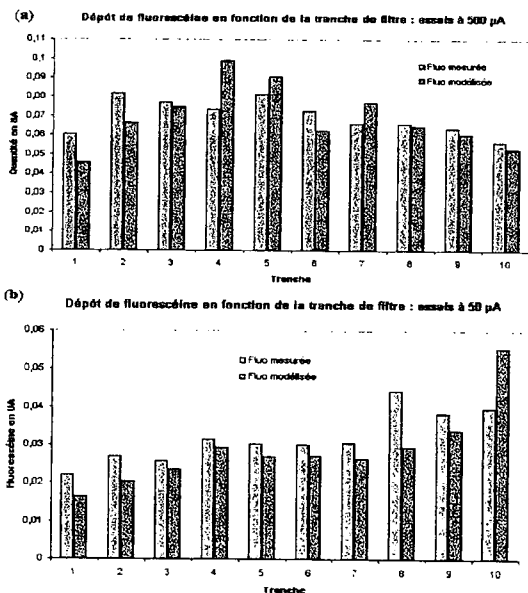 (a) Dépôt de fluorescéine en fonction de la tranche de filtre : essais à 500 µA
Fluo mesurée
Fluo modélisée
0,11
0,1
0,09
0,08
0,07
0,06
0,05
0,04
0,03
0,02
0,01
0
1 2 3 4 5 6 7 8 9 10
Tranche
(b) Dépôt de fluorescéine en fonction de la tranche de filtre : essais à 50 µA
Fluo mesurée
Fluo modélisée
Fluorescéine en UA
0,06
0,05
0,04
0,03
0,02
0,01
0
1 2 3 4 5 6 7 8 9 10
Tranche